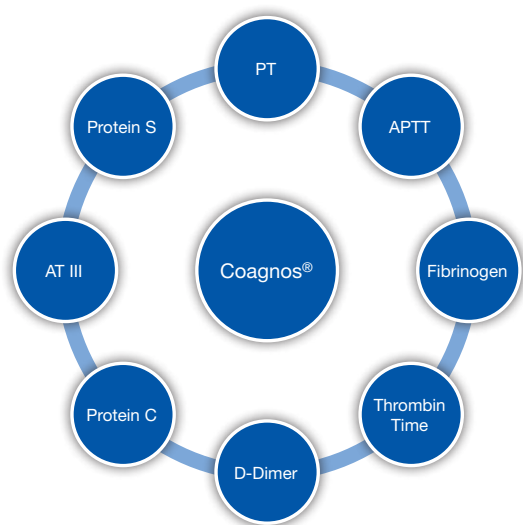 PT
APTT
Fibrinogen
Thrombin
Time
D-Dimer
Protein C
AT III
Protein S
Coagnos®